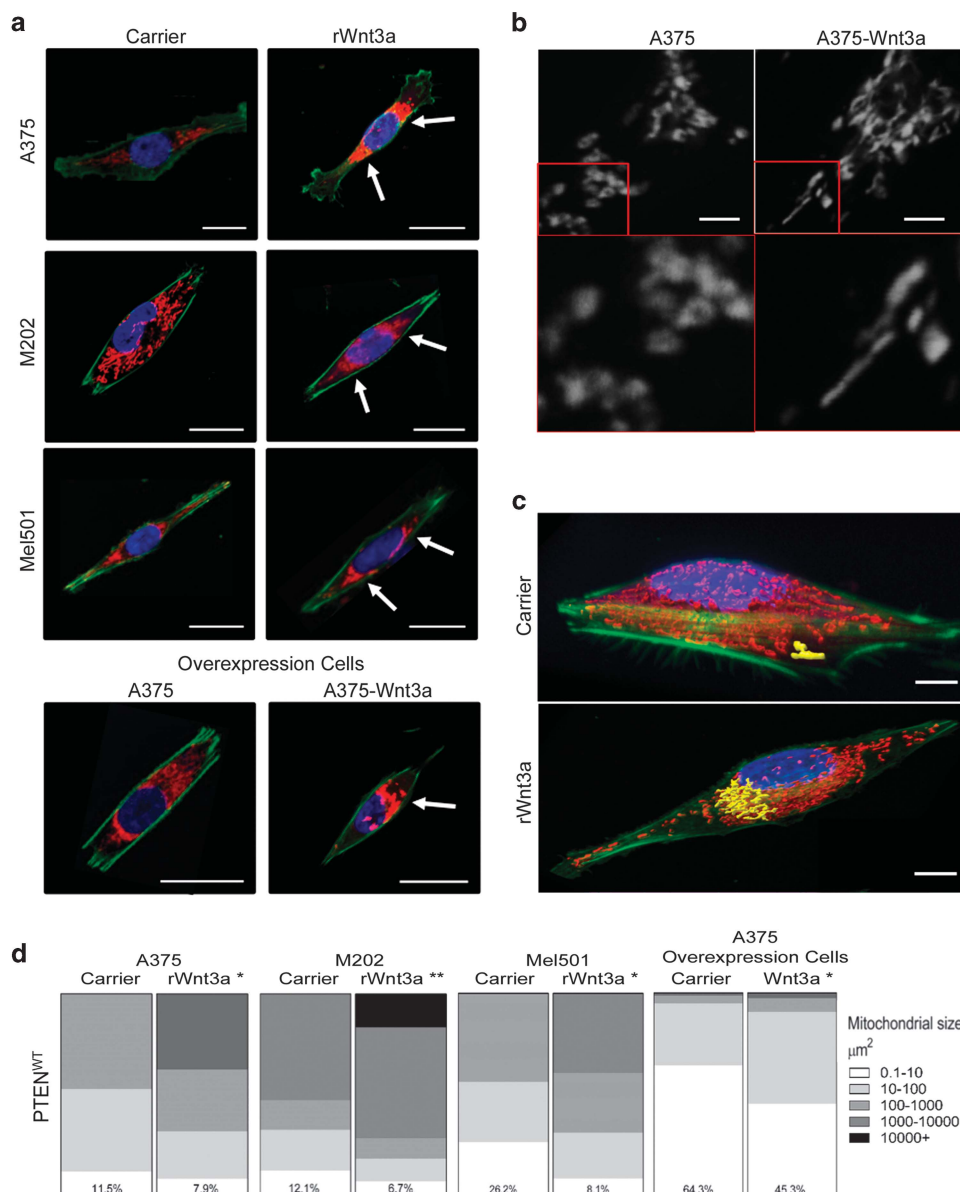 a
Carrier
rWnt3a
A375
M202
Mel501
Overexpression Cells
A375
A375-Wnt3a
b
A375
A375-Wnt3a
c
Carrier
rWnt3a
d
A375
Carrier
rWnt3a *
M202
Carrier
rWnt3a **
Mel501
Carrier
rWnt3a *
A375
Overexpression Cells
Carrier
Wnt3a *
PTENWT
11.5%
7.9%
12.1%
6.7%
26.2%
8.1%
64.3%
45.3%
Mitochondrial size
μm2
0.1-10
10-100
100-1000
1000-10000
10000+